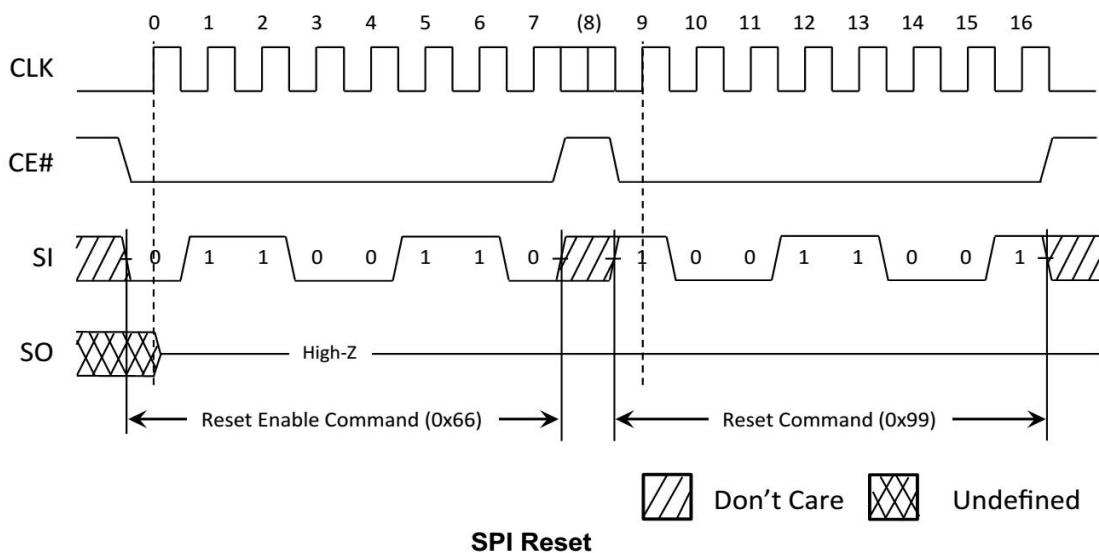 0 1 2 3 4 5 6 7 (8) 9 10 11 12 13 14 15 16
CLK
CE#
SI 0 1 1 0 0 1 1 0 1 0 0 1 1 0 0 1
SO High-Z
Reset Enable Command (0x66) Reset Command (0x99)
Don't Care Undefined
SPI Reset